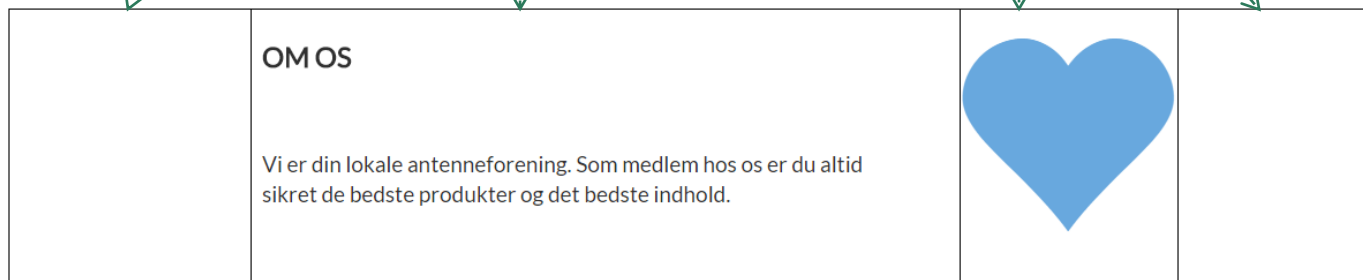 OM OS
Vi er din lokale antenneforening. Som medlem hos os er du altid
sikret de bedste produkter og det bedste indhold.